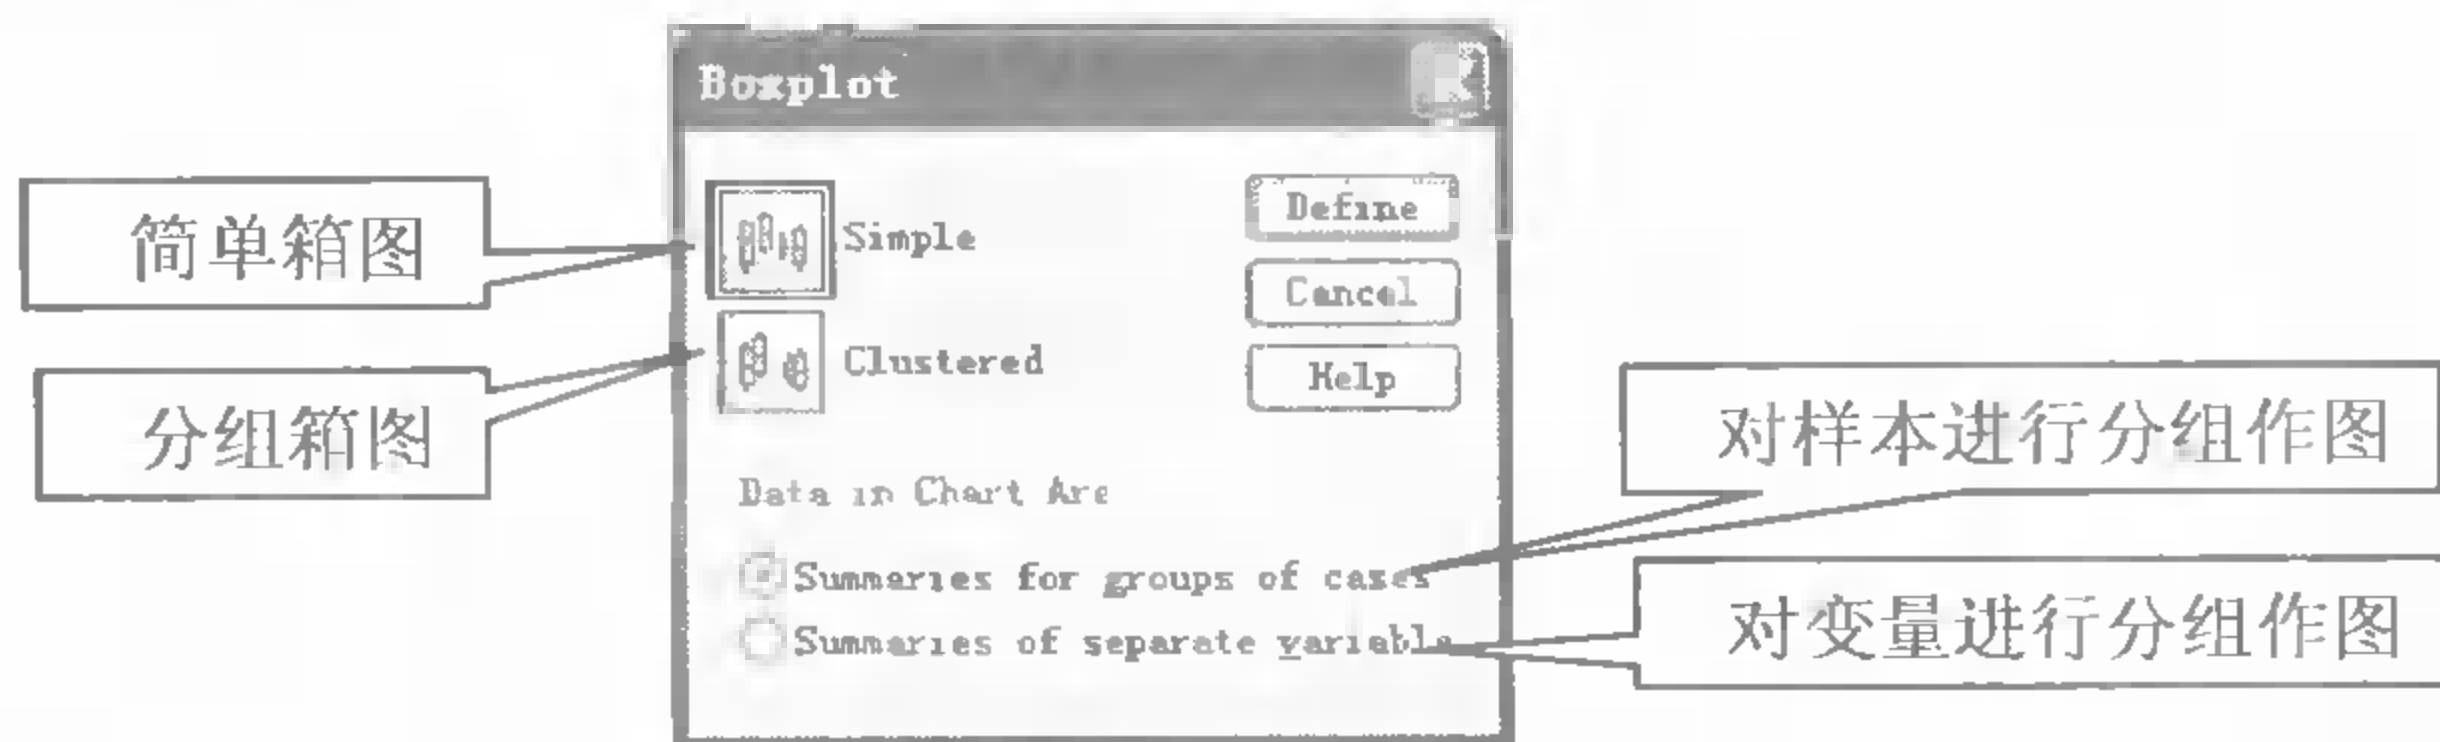 Boxplot
简单箱图
Simple
Define
Cancel
分组箱图
Clustered
Help
对样本进行分组作图
Data in Chart Are
Summaries for groups of cases
Summaries of separate variable
对变量进行分组作图